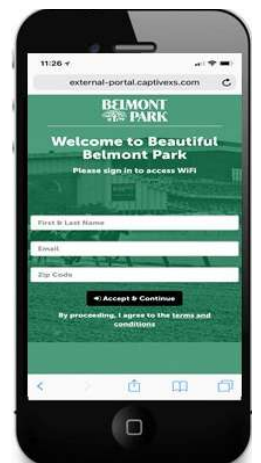 11:26
external-portal.captivexs.com
BELMONT
PARK
Welcome to Beautiful
Belmont Park
Please sign in to access WiFi
First & Last Name
Email
Zip Code
Accept & Continue
By proceeding, I agree to the terms and
conditions